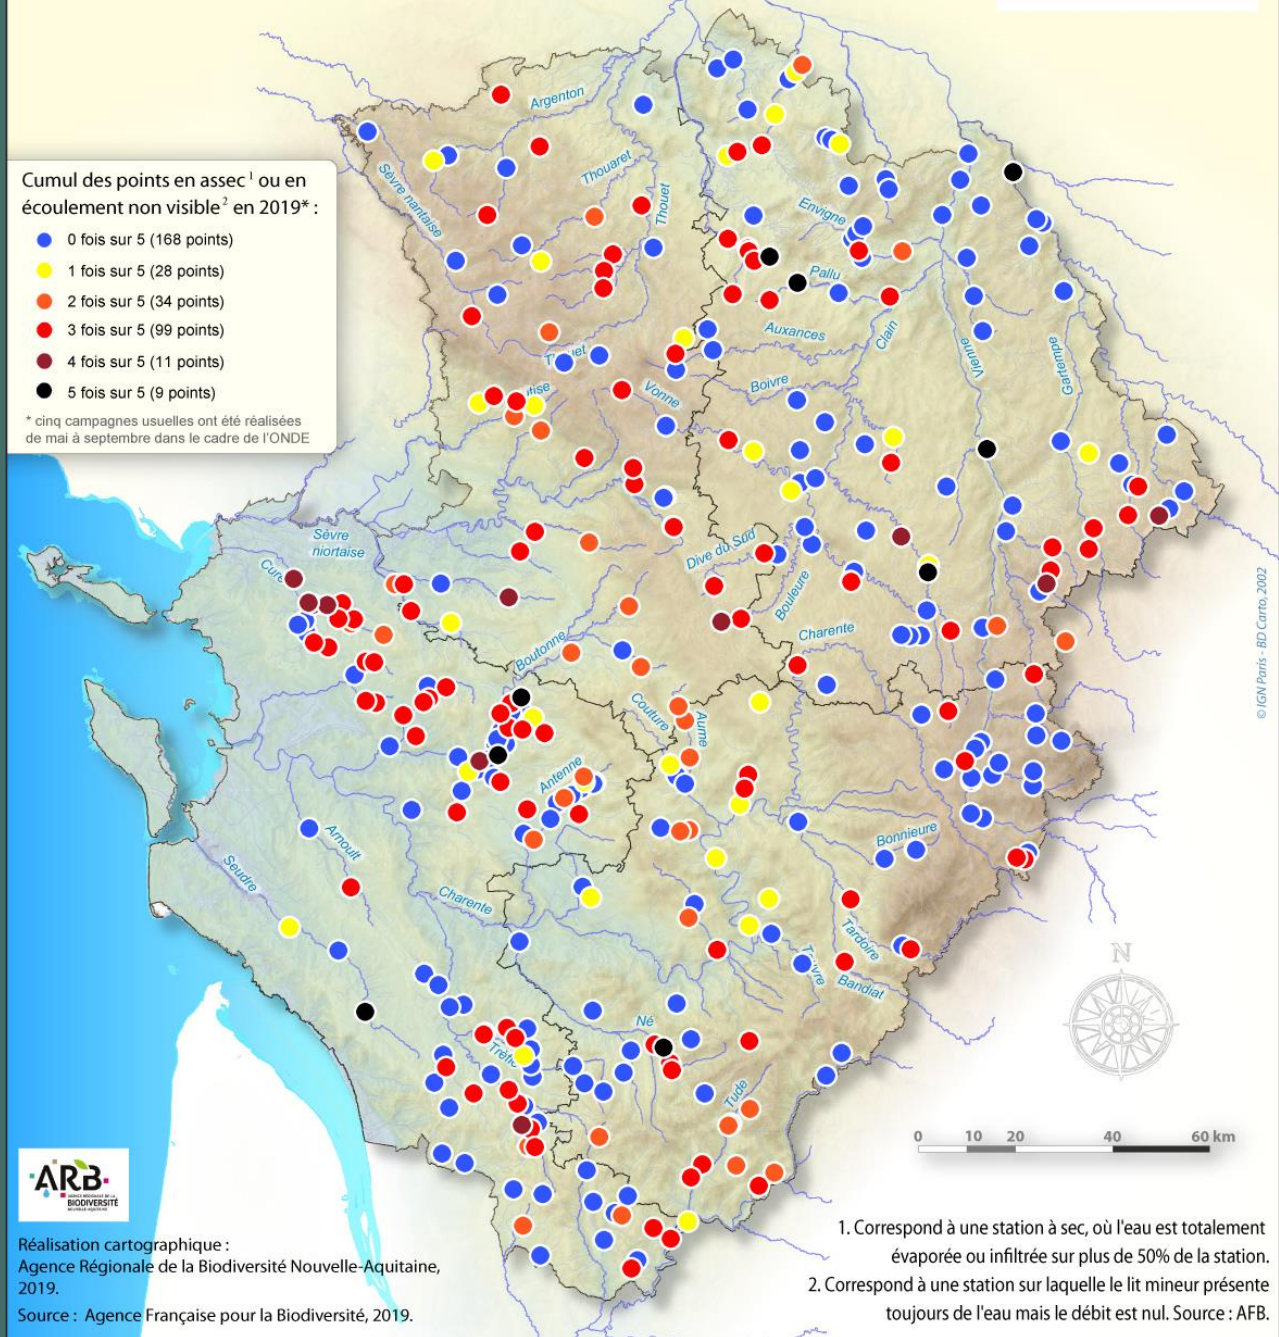 Cumul des points en assec 1 ou en
écoulement non visible 2 en 2019* :
0 fois sur 5 (168 points)
1 fois sur 5 (28 points)
2 fois sur 5 (34 points)
3 fois sur 5 (99 points)
4 fois sur 5 (11 points)
5 fois sur 5 (9 points)
* cinq campagnes usuelles ont été réalisées
de mai à septembre dans le cadre de l'ONDE
Argenton
Thouaret
Thouet
Sèvre nantaise
Envigne
Pallu
Auxances
Clain
Vienne
Gartempe
Boivre
Vonne
Sèvre
niortaise
Dive du Sud
Bouleure
Charente
Boutonne
Couture
Aume
Antenne
Bonnieure
Arnoult
Seudre
Charente
Tardoire
Bandiat
Né
Tude
© IGN Paris - BD Carto, 2002
N
0 10 20 40 60 km
ARB
AGENCE RÉGIONALE DE LA
BIODIVERSITÉ
NOUVELLE-AQUITAINE
Réalisation cartographique :
Agence Régionale de la Biodiversité Nouvelle-Aquitaine,
2019.
Source : Agence Française pour la Biodiversité, 2019.
1. Correspond à une station à sec, où l'eau est totalement
évaporée ou infiltrée sur plus de 50% de la station.
2. Correspond à une station sur laquelle le lit mineur présente
toujours de l'eau mais le débit est nul. Source : AFB.